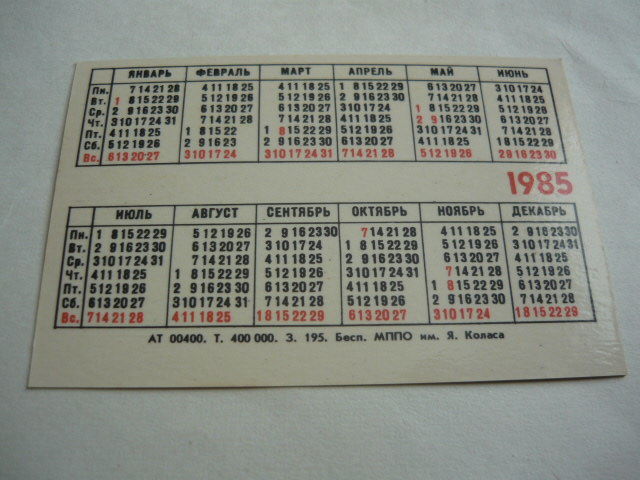 ЯНВАРЬ ФЕВРАЛЬ МАРТ АПРЕЛЬ МАЙ ИЮНЬ
Пн. 7 14 21 28 4 11 18 25 4 11 18 25 1 8 15 22 29 6 13 20 27 3 10 17 24
Вт. 1 8 15 22 29 5 12 19 26 5 12 19 26 2 9 16 23 30 7 14 21 28 4 11 18 25
Ср. 2 9 16 23 30 6 13 20 27 6 13 20 27 3 10 17 24 1 8 15 22 29 5 12 19 26
Чт. 3 10 17 24 31 7 14 21 28 7 14 21 28 4 11 18 25 2 9 16 23 30 6 13 20 27
Пт. 4 11 18 25 1 8 15 22 1 8 15 22 29 5 12 19 26 3 10 17 24 31 7 14 21 28
Сб. 5 12 19 26 2 9 16 23 2 9 16 23 30 6 13 20 27 4 11 18 25 1 8 15 22 29
Вс. 6 13 20 27 3 10 17 24 3 10 17 24 31 7 14 21 28 5 12 19 26 2 9 16 23 30
1985
ИЮЛЬ АВГУСТ СЕНТЯБРЬ ОКТЯБРЬ НОЯБРЬ ДЕКАБРЬ
Пн. 1 8 15 22 29 5 12 19 26 2 9 16 23 30 7 14 21 28 4 11 18 25 2 9 16 23 30
Вт. 2 9 16 23 30 6 13 20 27 3 10 17 24 1 8 15 22 29 5 12 19 26 3 10 17 24 31
Ср. 3 10 17 24 31 7 14 21 28 4 11 18 25 2 9 16 23 30 6 13 20 27 4 11 18 25
Чт. 4 11 18 25 1 8 15 22 29 5 12 19 26 3 10 17 24 31 7 14 21 28 5 12 19 26
Пт. 5 12 19 26 2 9 16 23 30 6 13 20 27 4 11 18 25 1 8 15 22 29 6 13 20 27
Сб. 6 13 20 27 3 10 17 24 31 7 14 21 28 5 12 19 26 2 9 16 23 30 7 14 21 28
Вс. 7 14 21 28 4 11 18 25 1 8 15 22 29 6 13 20 27 3 10 17 24 1 8 15 22 29
АТ 00400. Т. 400 000. З. 195. Бесп. МППО им. Я. Коласа